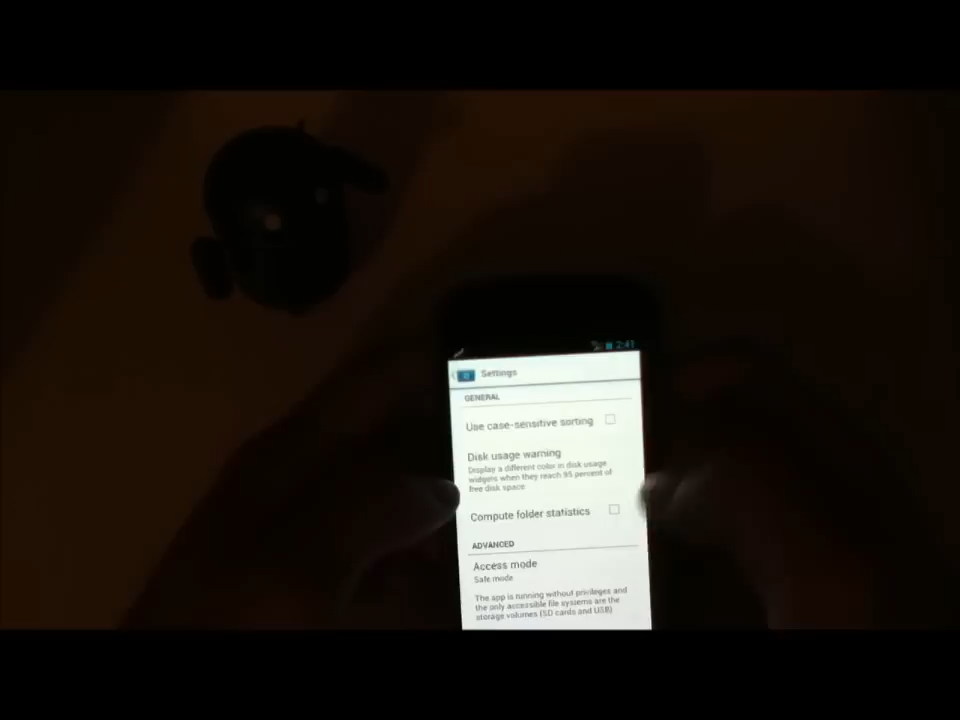 2:41
Settings
GENERAL
Use case-sensitive sorting
Disk usage warning
Display a different color in disk usage
widgets when they reach 95 percent of
free disk space
Compute folder statistics
ADVANCED
Access mode
Safe mode
The app is running without privileges and
the only accessible file systems are the
storage volumes (SD cards and USB)